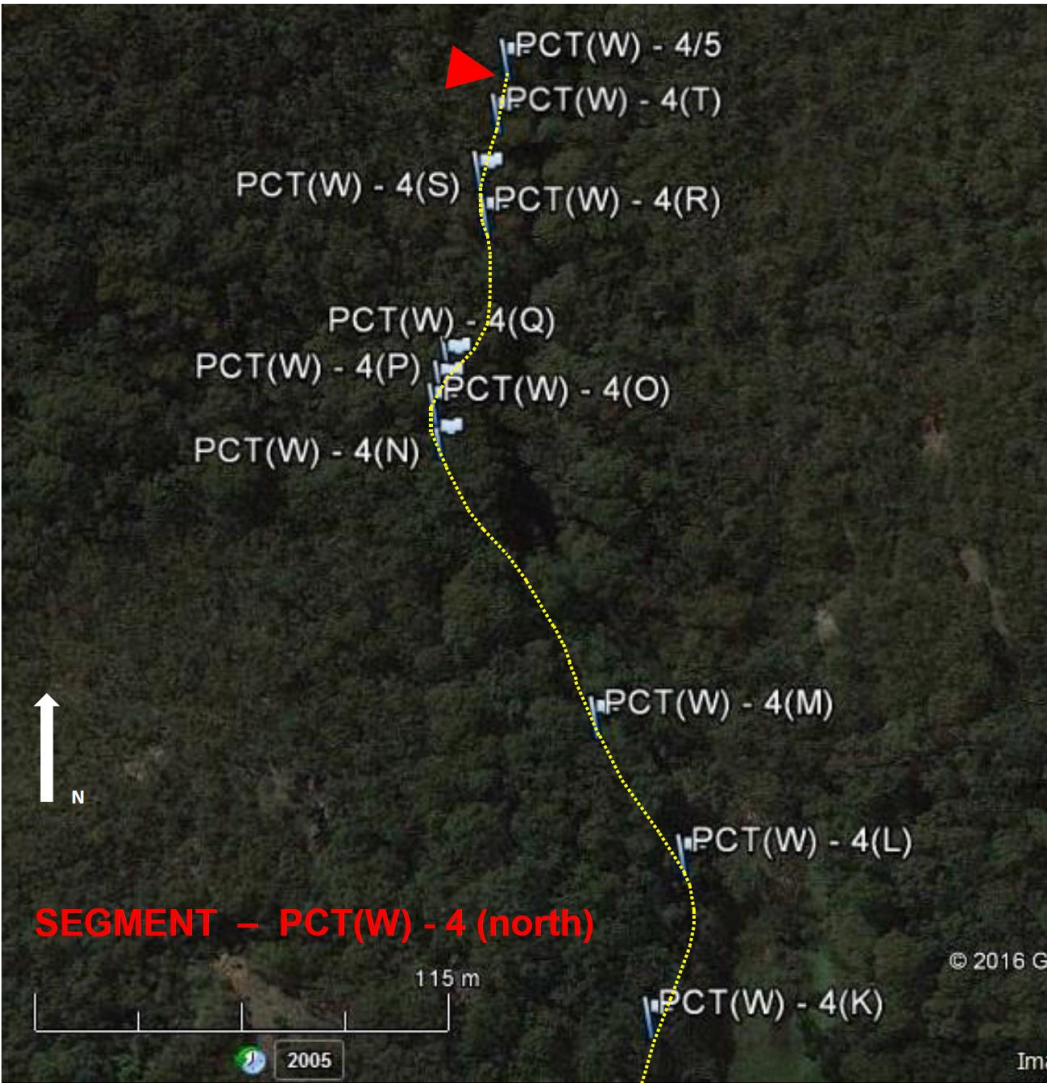 PCT(W) - 4/5
PCT(W) - 4(T)
PCT(W) - 4(S)
PCT(W) - 4(R)
PCT(W) - 4(Q)
PCT(W) - 4(P)
PCT(W) - 4(O)
PCT(W) - 4(N)
PCT(W) - 4(M)
N
PCT(W) - 4(L)
SEGMENT – PCT(W) - 4 (north)
© 2016 G
115 m
PCT(W) - 4(K)
2005
Ima